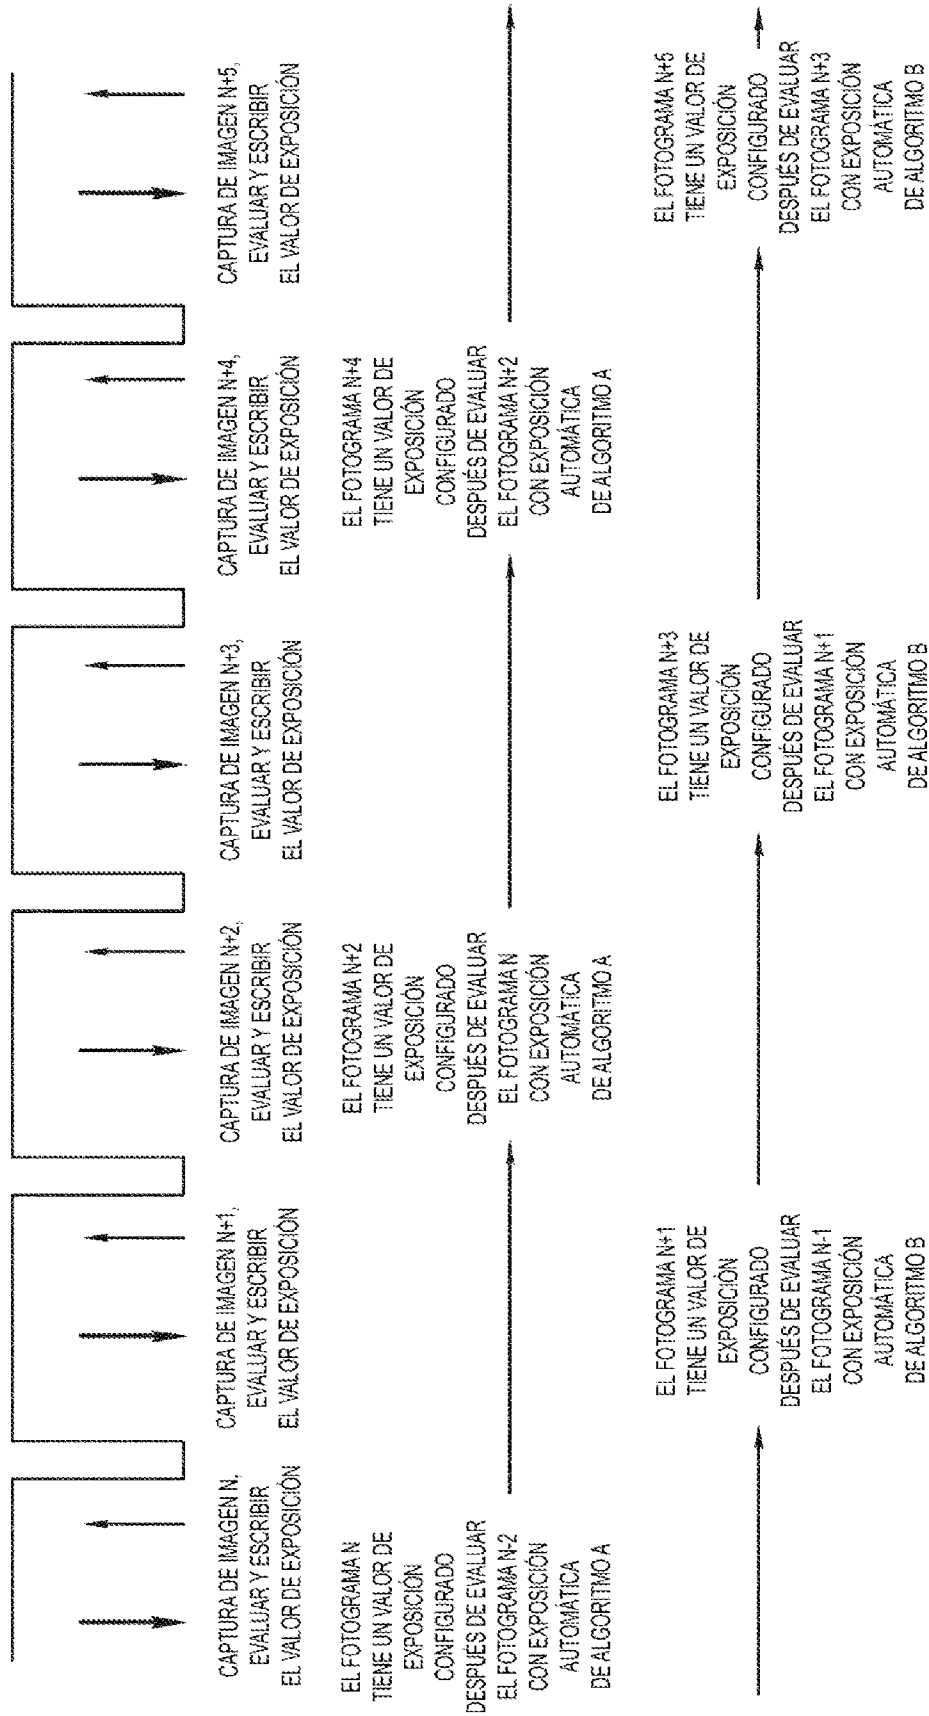 CAPTURA DE IMAGEN N,
EVALUAR Y ESCRIBIR
EL VALOR DE EXPOSICIÓN
CAPTURA DE IMAGEN N+1,
EVALUAR Y ESCRIBIR
EL VALOR DE EXPOSICIÓN
CAPTURA DE IMAGEN N+2,
EVALUAR Y ESCRIBIR
EL VALOR DE EXPOSICIÓN
CAPTURA DE IMAGEN N+3,
EVALUAR Y ESCRIBIR
EL VALOR DE EXPOSICIÓN
CAPTURA DE IMAGEN N+4,
EVALUAR Y ESCRIBIR
EL VALOR DE EXPOSICIÓN
CAPTURA DE IMAGEN N+5,
EVALUAR Y ESCRIBIR
EL VALOR DE EXPOSICIÓN
EL FOTOGRAMA N
TIENE UN VALOR DE
EXPOSICIÓN
CONFIGURADO
DESPUÉS DE EVALUAR
EL FOTOGRAMA N-2
CON EXPOSICIÓN
AUTOMÁTICA
DE ALGORITMO A
EL FOTOGRAMA N+2
TIENE UN VALOR DE
EXPOSICIÓN
CONFIGURADO
DESPUÉS DE EVALUAR
EL FOTOGRAMA N
CON EXPOSICIÓN
AUTOMÁTICA
DE ALGORITMO A
EL FOTOGRAMA N+4
TIENE UN VALOR DE
EXPOSICIÓN
CONFIGURADO
DESPUÉS DE EVALUAR
EL FOTOGRAMA N+2
CON EXPOSICIÓN
AUTOMÁTICA
DE ALGORITMO A
EL FOTOGRAMA N+1
TIENE UN VALOR DE
EXPOSICIÓN
CONFIGURADO
DESPUÉS DE EVALUAR
EL FOTOGRAMA N-1
CON EXPOSICIÓN
AUTOMÁTICA
DE ALGORITMO B
EL FOTOGRAMA N+3
TIENE UN VALOR DE
EXPOSICIÓN
CONFIGURADO
DESPUÉS DE EVALUAR
EL FOTOGRAMA N+1
CON EXPOSICIÓN
AUTOMÁTICA
DE ALGORITMO B
EL FOTOGRAMA N+5
TIENE UN VALOR DE
EXPOSICIÓN
CONFIGURADO
DESPUÉS DE EVALUAR
EL FOTOGRAMA N+3
CON EXPOSICIÓN
AUTOMÁTICA
DE ALGORITMO B